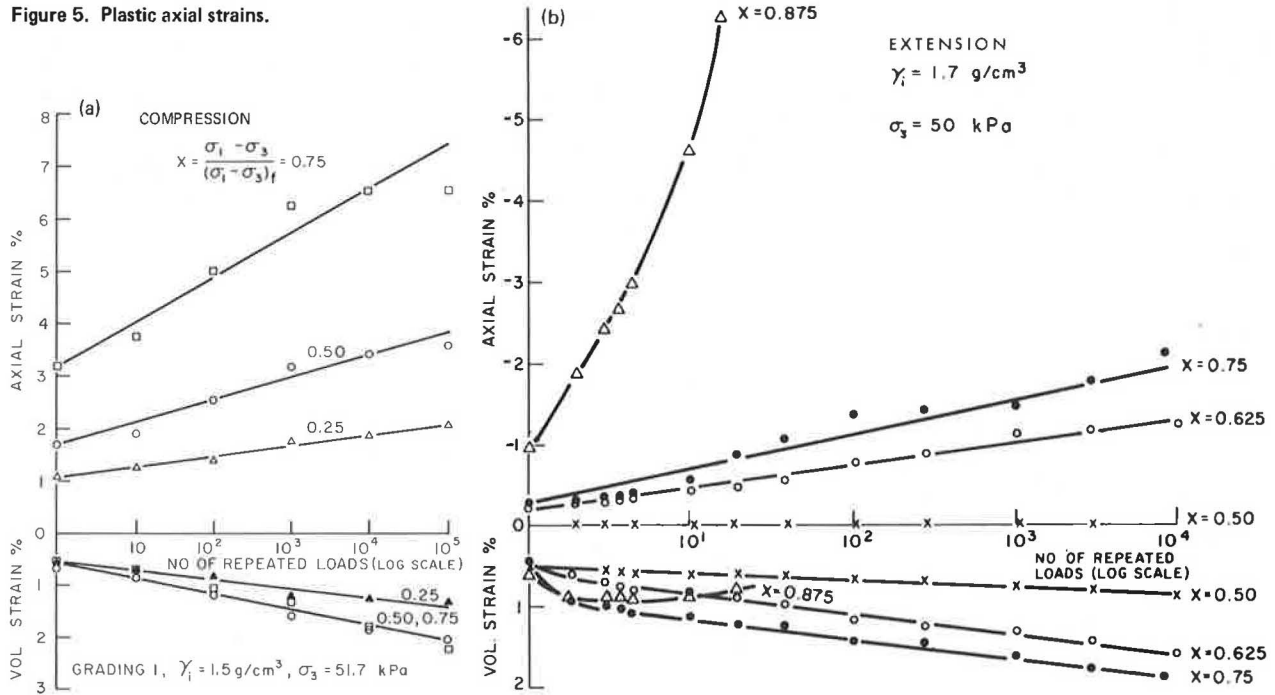 Figure 5. Plastic axial strains.
(a)
COMPRESSION
X = σ₁ - σ₃ / (σ₁ - σ₃)f = 0.75
AXIAL STRAIN %
8
7
6
5
4
3
2
1
0
0.50
0.25
10
10²
10³
10⁴
10⁵
NO OF REPEATED LOADS (LOG SCALE)
VOL STRAIN %
1
2
3
0.25
0.50, 0.75
GRADING I, γᵢ = 1.5 g/cm³, σ₃ = 51.7 kPa
(b)
EXTENSION
γᵢ = 1.7 g/cm³
σ₃ = 50 kPa
AXIAL STRAIN %
-6
-5
-4
-3
-2
-1
0
X = 0.875
X = 0.75
X = 0.625
X = 0.50
10¹
10²
10³
10⁴
NO OF REPEATED
LOADS (LOG SCALE)
VOL. STRAIN %
1
2
X = 0.875
X = 0.50
X = 0.625
X = 0.75